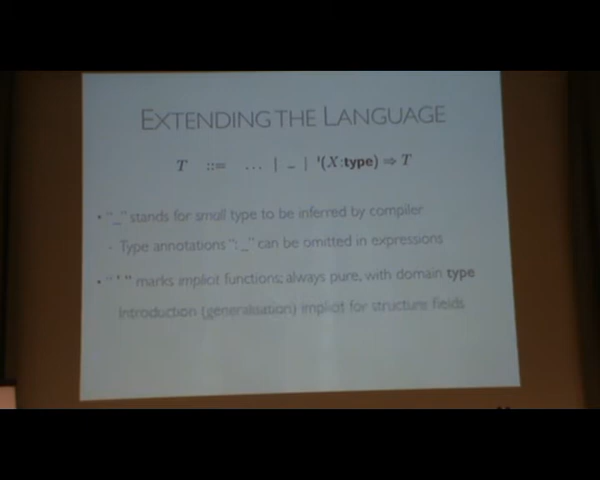 EXTENDING THE LANGUAGE
T ::= … | _ | '(X:type) ⇒ T
• "_" stands for small type to be inferred by compiler
- Type annotations ": _" can be omitted in expressions
• " ' " marks implicit functions; always pure, with domain type
Introduction (generalisation) implicit for structure fields